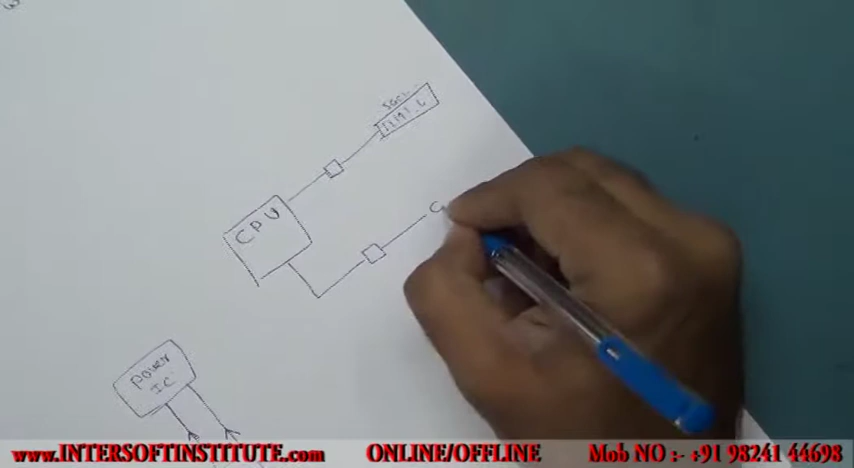 CPU
C
power
IC
www.INTERSOFTINSTITUTE.com ONLINE/OFFLINE Mob NO :- +91 98241 44698